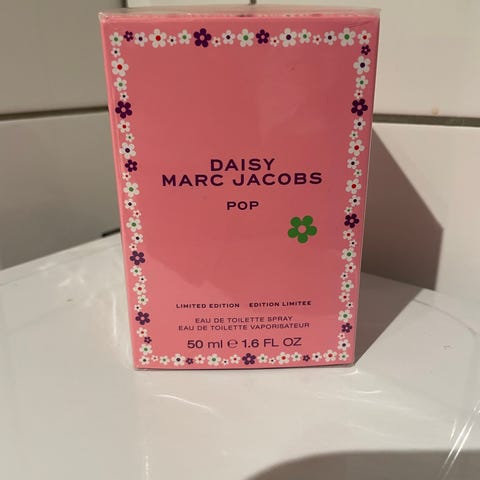 DAISY
MARC JACOBS
POP
LIMITED EDITION EDITION LIMITEE
EAU DE TOILETTE SPRAY
EAU DE TOILETTE VAPORISATEUR
50 ml ℮ 1.6 FL OZ